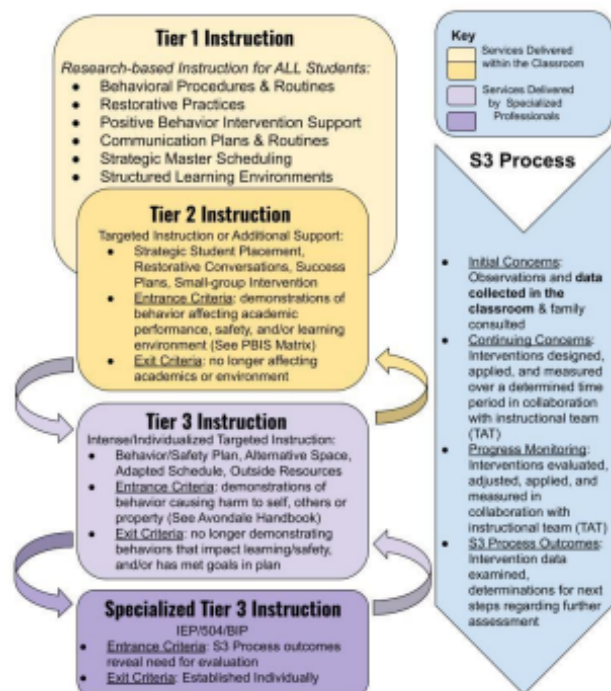 Tier 1 Instruction
Research-based Instruction for ALL Students:
● Behavioral Procedures & Routines
● Restorative Practices
● Positive Behavior Intervention Support
● Communication Plans & Routines
● Strategic Master Scheduling
● Structured Learning Environments
Tier 2 Instruction
Targeted Instruction or Additional Support:
● Strategic Student Placement,
Restorative Conversations, Success
Plans, Small-group Intervention
● Entrance Criteria: demonstrations of
behavior affecting academic
performance, safety, and/or learning
environment (See PBIS Matrix)
● Exit Criteria: no longer affecting
academics or environment
Tier 3 Instruction
Intense/Individualized Targeted Instruction:
● Behavior/Safety Plan, Alternative Space,
Adapted Schedule, Outside Resources
● Entrance Criteria: demonstrations of
behavior causing harm to self, others or
property (See Avondale Handbook)
● Exit Criteria: no longer demonstrating
behaviors that impact learning/safety,
and/or has met goals in plan
Specialized Tier 3 Instruction
IEP/504/BIP
● Entrance Criteria: S3 Process outcomes
reveal need for evaluation
● Exit Criteria: Established Individually
Key
Services Delivered
within the Classroom
Services Delivered
by Specialized
Professionals
S3 Process
● Initial Concerns:
Observations and data
collected in the
classroom & family
consulted
● Continuing Concerns:
Interventions designed,
applied, and measured
over a determined time
period in collaboration
with instructional team
(TAT)
● Progress Monitoring:
Interventions evaluated,
adjusted, applied, and
measured in
collaboration with
instructional team (TAT)
● S3 Process Outcomes:
Intervention data
examined,
determinations for next
steps regarding further
assessment